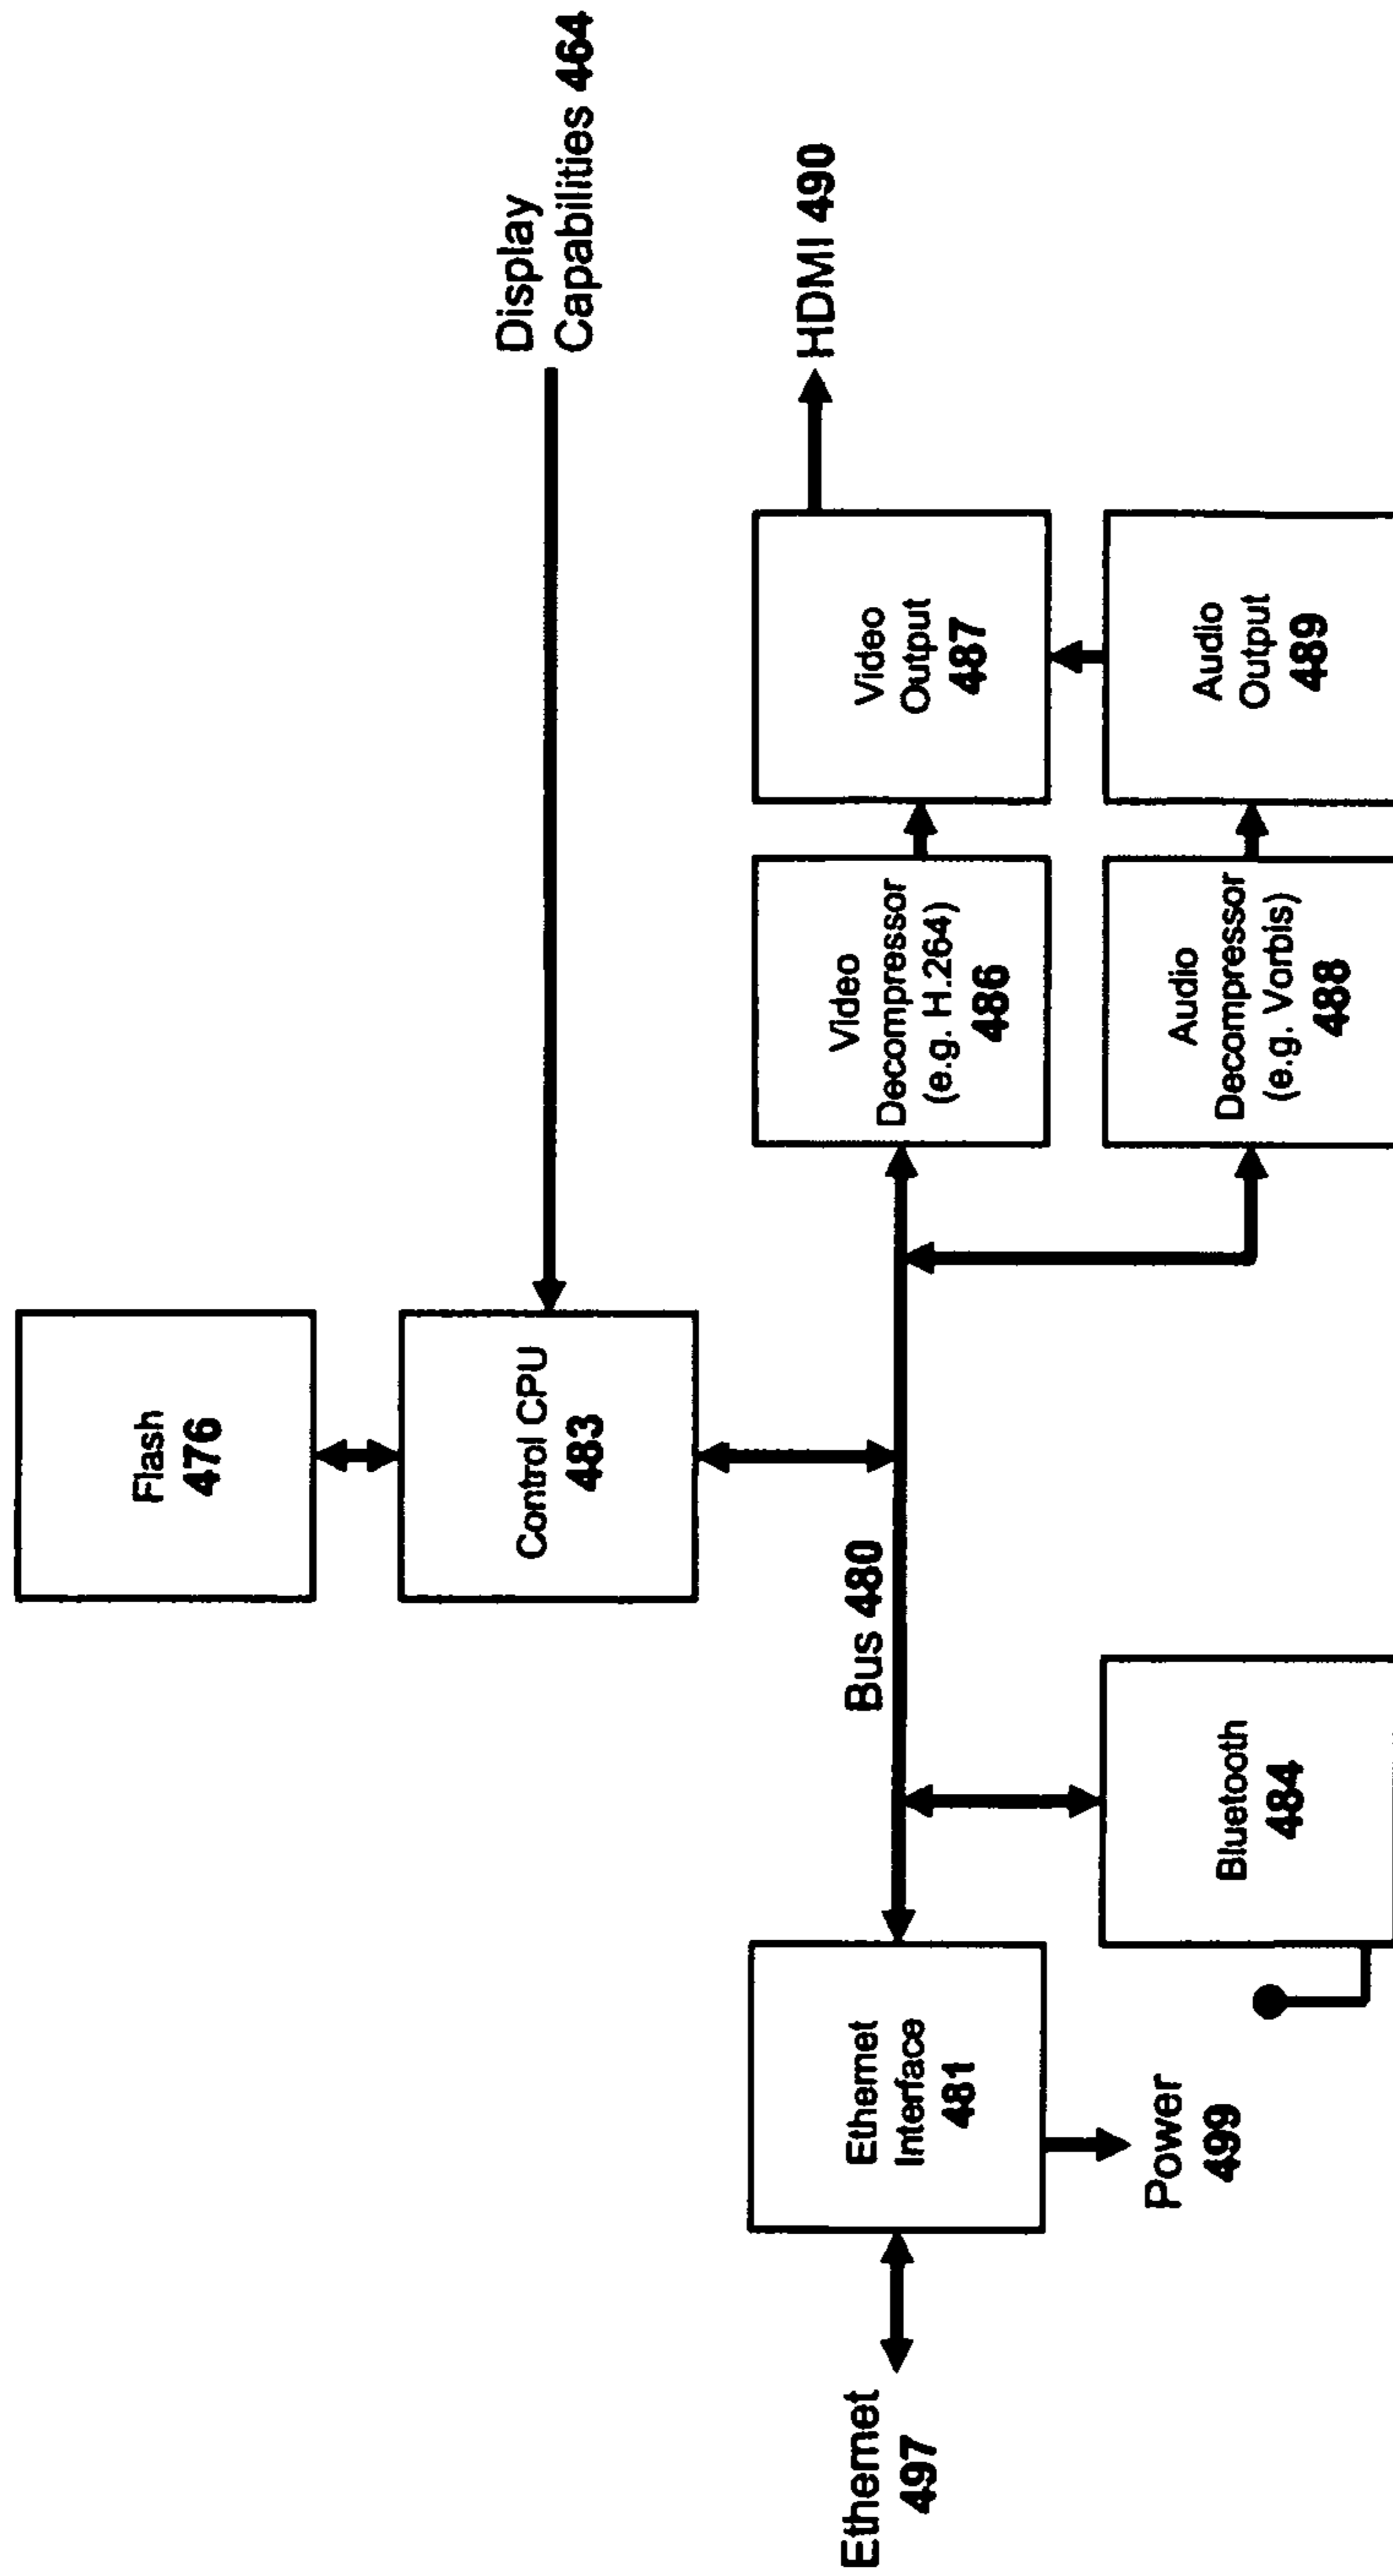 Flash
476
Display
Capabilities 464
Control CPU
483
HDMI 490
Bus 480
Ethernet
497
Ethernet
Interface
481
Video
Decompressor
(e.g. H.264)
486
Video
Output
487
Power
499
Bluetooth
484
Audio
Decompressor
(e.g. Vorbis)
488
Audio
Output
489